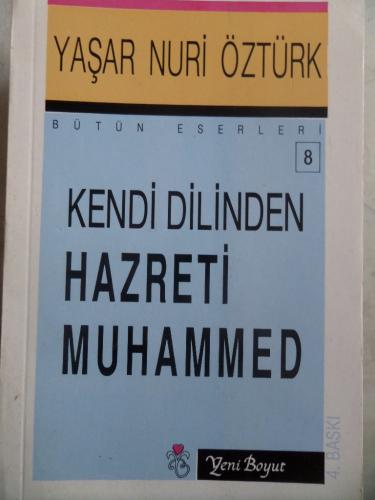 YAŞAR NURİ ÖZTÜRK
BÜTÜN ESERLERİ
8
KENDİ DİLİNDEN
HAZRETİ
MUHAMMED
Yeni Boyut
4. BASKI